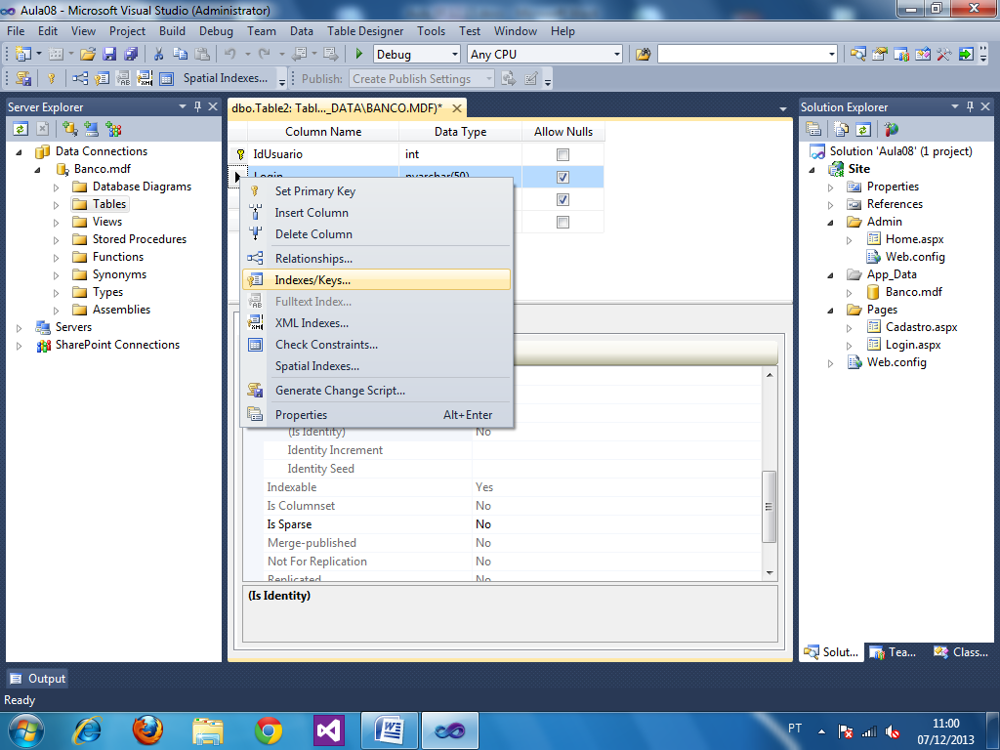 Aula08 - Microsoft Visual Studio (Administrator)
File Edit View Project Build Debug Team Data Table Designer Tools Test Window Help
Debug Any CPU
Spatial Indexes... Publish: Create Publish Settings
Server Explorer
Data Connections
Banco.mdf
Database Diagrams
Tables
Views
Stored Procedures
Functions
Synonyms
Types
Assemblies
Servers
SharePoint Connections
dbo.Table2: Tabl..._DATA\BANCO.MDF)*
Column Name Data Type Allow Nulls
IdUsuario int
Login nvarchar(50)
Set Primary Key
Insert Column
Delete Column
Relationships...
Indexes/Keys...
Fulltext Index...
XML Indexes...
Check Constraints...
Spatial Indexes...
Generate Change Script...
Properties Alt+Enter
(Is Identity) No
Identity Increment
Identity Seed
Indexable Yes
Is Columnset No
Is Sparse No
Merge-published No
Not For Replication No
Replicated No
(Is Identity)
Solution Explorer
Solution 'Aula08' (1 project)
Site
Properties
References
Admin
Home.aspx
Web.config
App_Data
Banco.mdf
Pages
Cadastro.aspx
Login.aspx
Web.config
Solut... Tea... Class...
Output
Ready
PT
11:00
07/12/2013